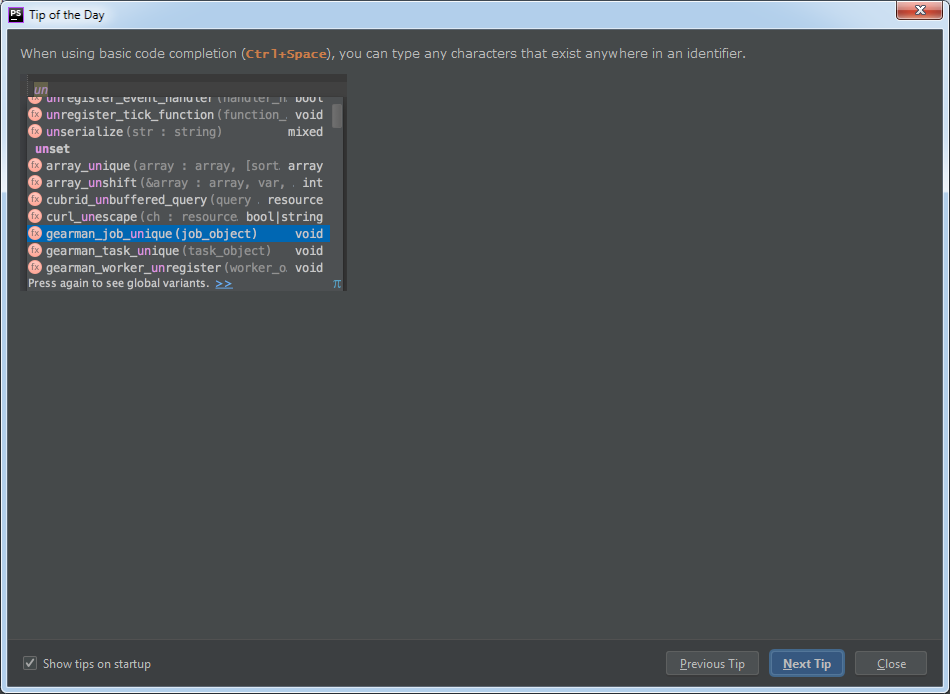 PS Tip of the Day
When using basic code completion (Ctrl+Space), you can type any characters that exist anywhere in an identifier.
un
fx unregister_event_handler(handler_n bool
fx unregister_tick_function(function_ void
fx unserialize(str : string) mixed
unset
fx array_unique(array : array, [sort. array
fx array_unshift(&array : array, var, . int
fx cubrid_unbuffered_query(query . resource
fx curl_unescape(ch : resource. bool|string
fx gearman_job_unique(job_object) void
fx gearman_task_unique(task_object) void
fx gearman_worker_unregister(worker_o. void
Press again to see global variants. >> π
Show tips on startup Previous Tip Next Tip Close